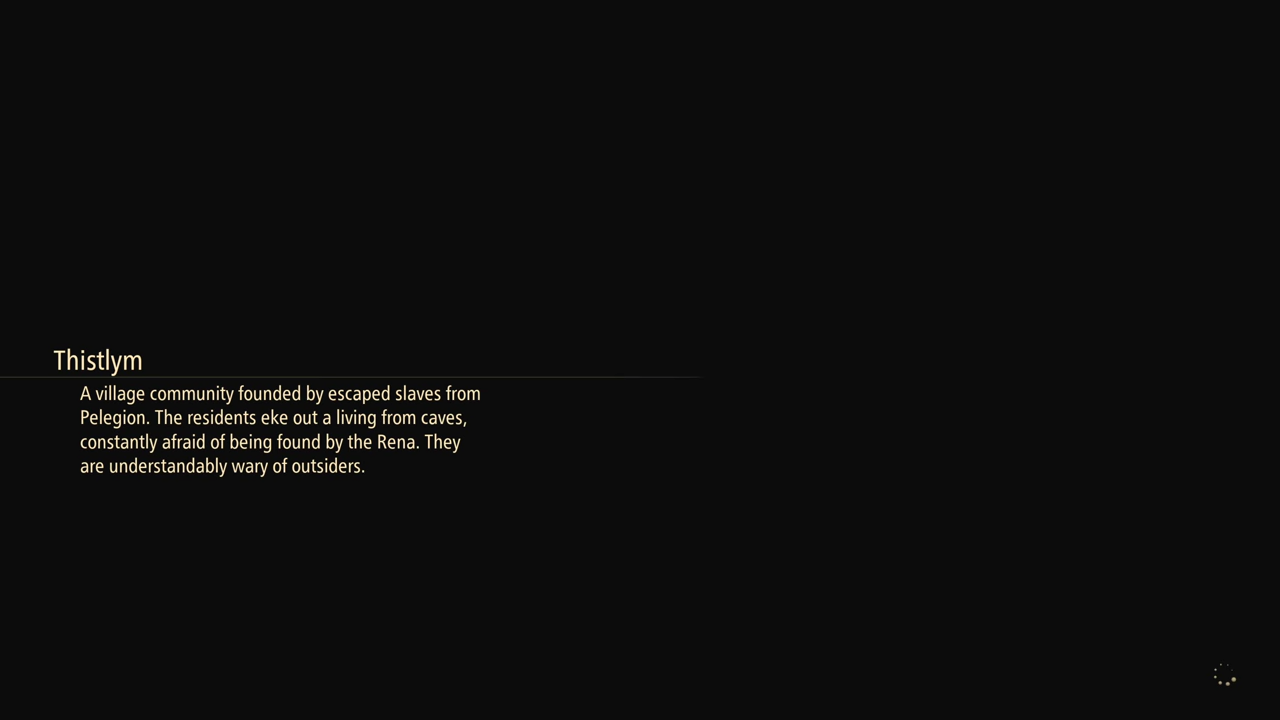 Thistlym
A village community founded by escaped slaves from
Pelegion. The residents eke out a living from caves,
constantly afraid of being found by the Rena. They
are understandably wary of outsiders.